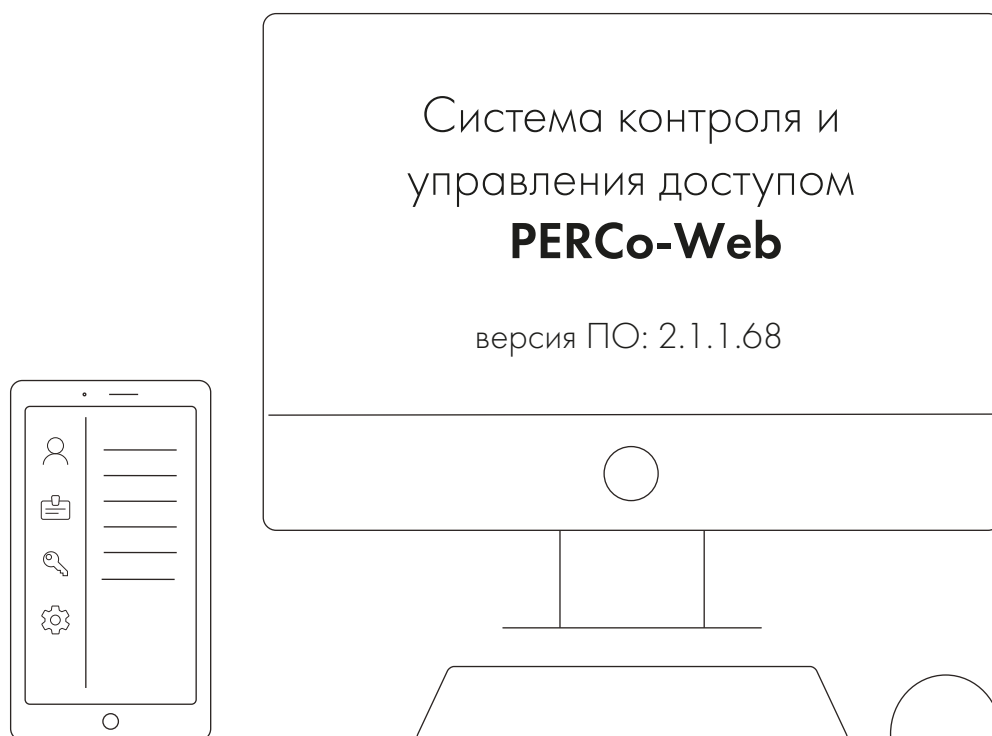 Система контроля и
управления доступом
PERCo-Web
версия ПО: 2.1.1.68